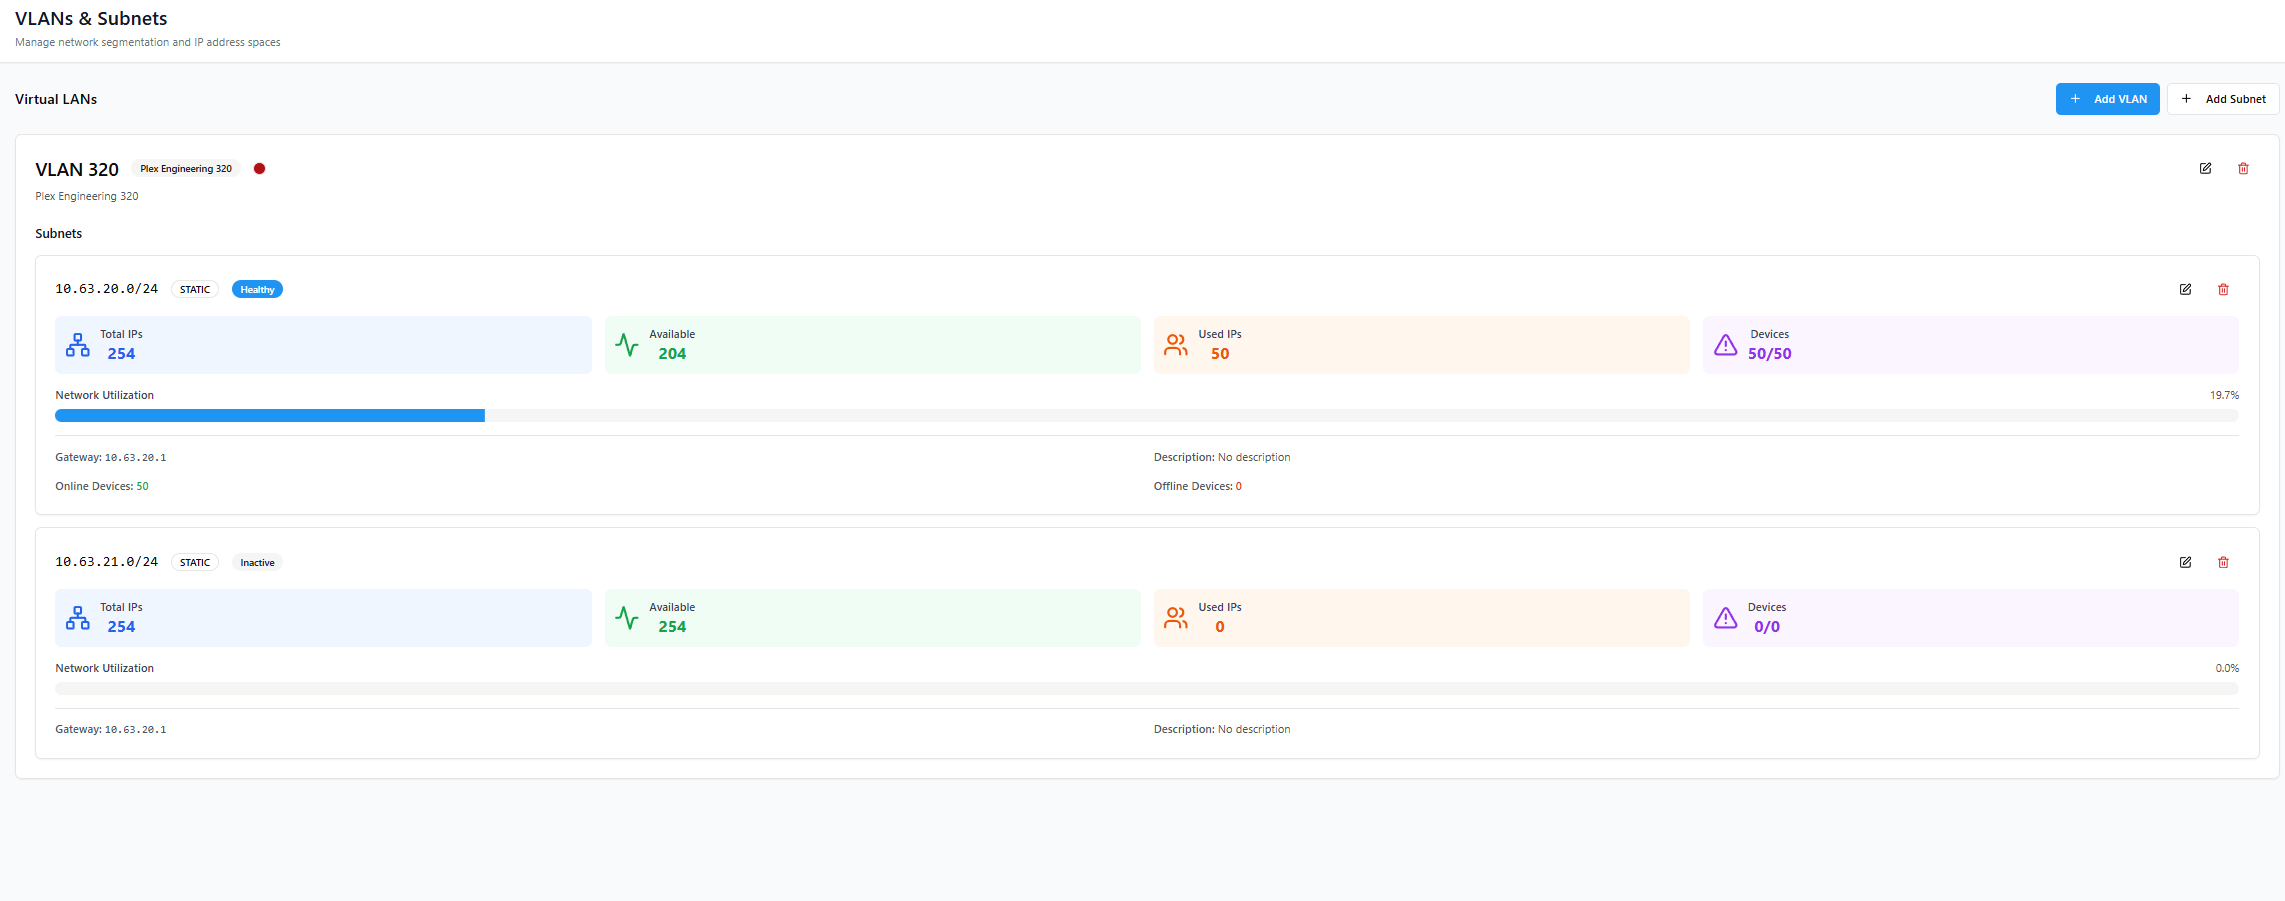 VLANs & Subnets
Manage network segmentation and IP address spaces
Virtual LANs
Add VLAN
Add Subnet
VLAN 320 Plex Engineering 320
Plex Engineering 320
Subnets
10.63.20.0/24 STATIC Healthy
Total IPs
254
Available
204
Used IPs
50
Devices
50/50
Network Utilization 19.7%
Gateway: 10.63.20.1
Description: No description
Online Devices: 50
Offline Devices: 0
10.63.21.0/24 STATIC Inactive
Total IPs
254
Available
254
Used IPs
0
Devices
0/0
Network Utilization 0.0%
Gateway: 10.63.20.1
Description: No description